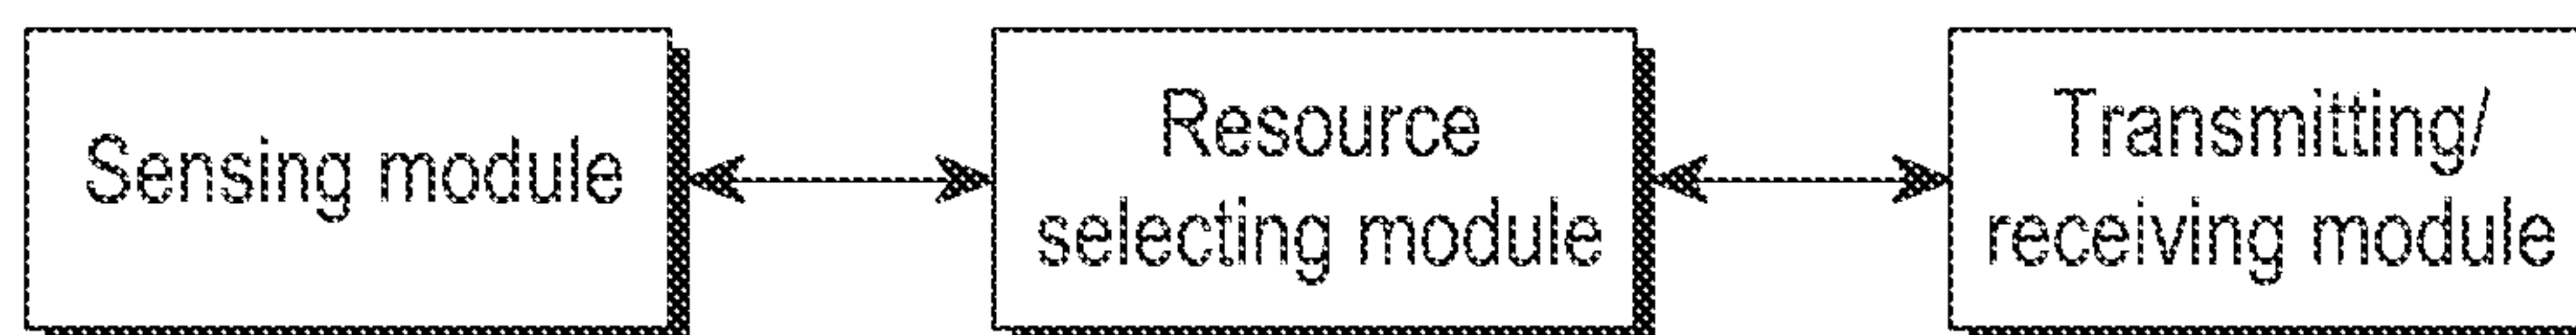 Sensing module
Resource
selecting module
Transmitting/
receiving module